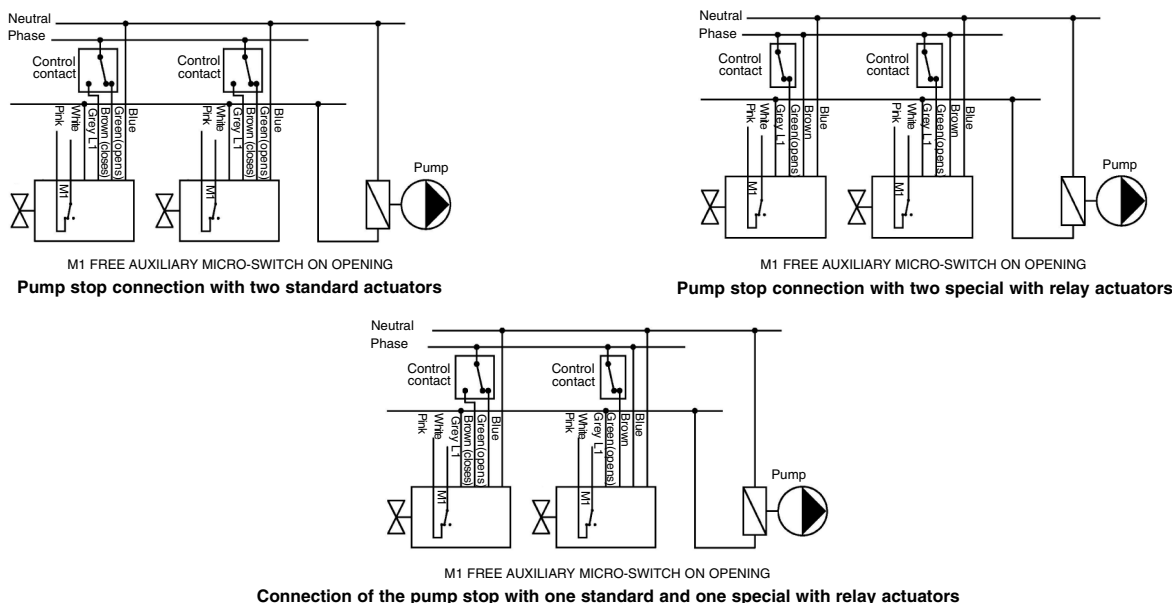 Neutral
Phase
Control
contact
Control
contact
Pink
White
Grey L1
Brown (closes)
Green(opens)
Blue
Pink
White
Grey L1
Brown (closes)
Green(opens)
Blue
M1
M1
Pump
M1 FREE AUXILIARY MICRO-SWITCH ON OPENING
Pump stop connection with two standard actuators
Neutral
Phase
Control
contact
Control
contact
Pink
White
Grey L1
Green(opens)
Brown
Blue
Pink
White
Grey L1
Green(opens)
Brown
Blue
M1
M1
Pump
M1 FREE AUXILIARY MICRO-SWITCH ON OPENING
Pump stop connection with two special with relay actuators
Neutral
Phase
Control
contact
Control
contact
Pink
White
Grey L1
Brown (closes)
Green(opens)
Blue
Pink
White
Grey L1
Green(opens)
Brown
Blue
M1
M1
Pump
M1 FREE AUXILIARY MICRO-SWITCH ON OPENING
Connection of the pump stop with one standard and one special with relay actuators